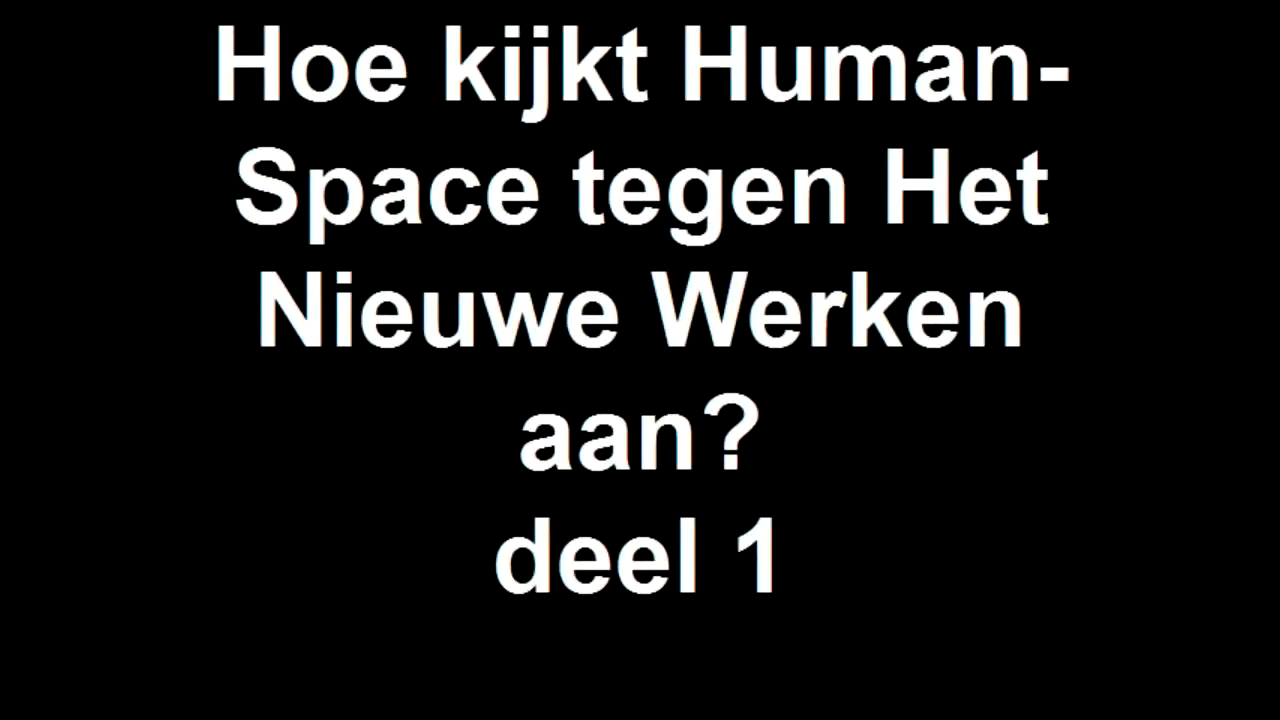 Hoe kijkt Human-
Space tegen Het
Nieuwe Werken
aan?
deel 1